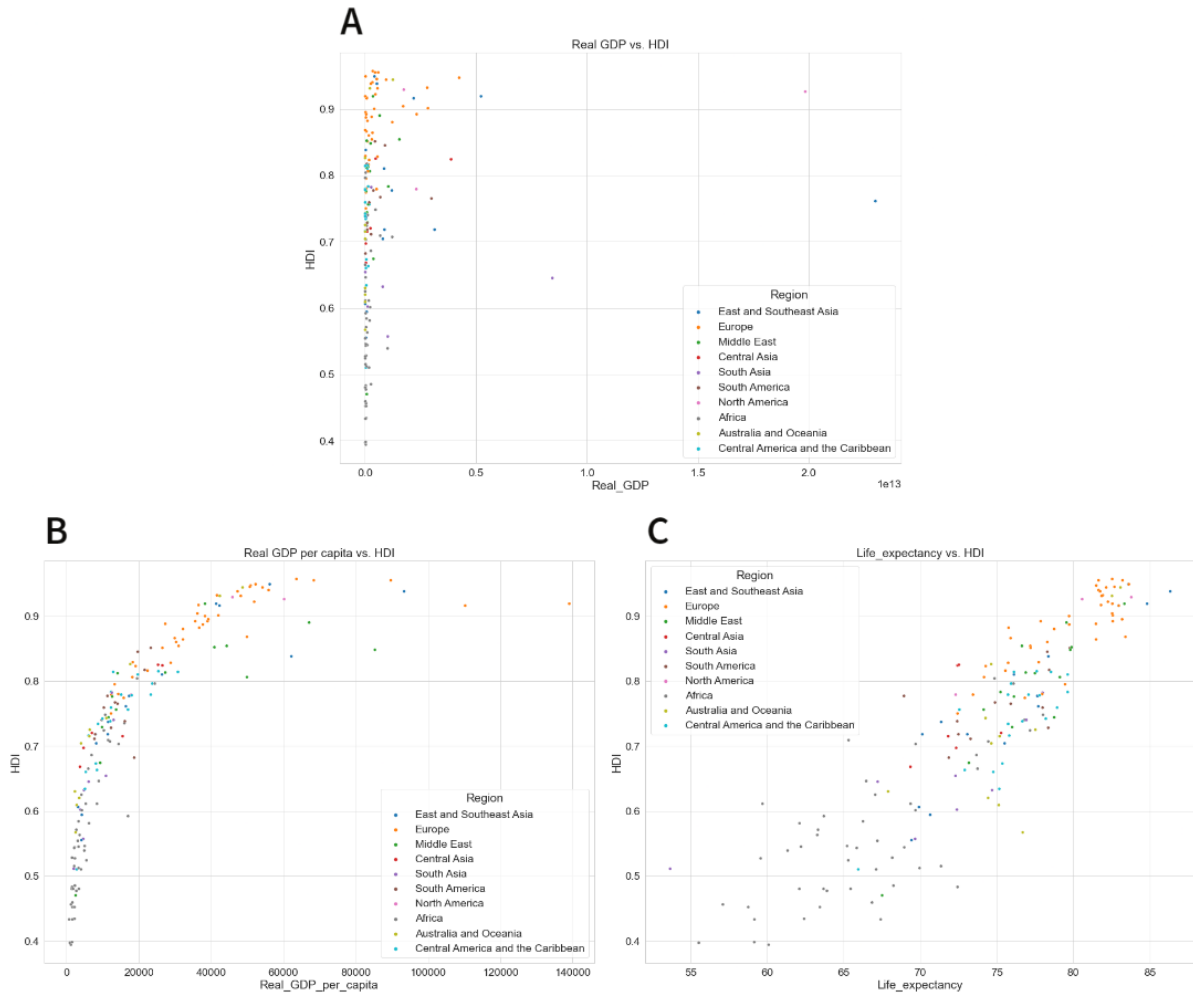 A
Real GDP vs. HDI
0.9
0.8
0.7
0.6
0.5
0.4
HDI
Region
East and Southeast Asia
Europe
Middle East
Central Asia
South Asia
South America
North America
Africa
Australia and Oceania
Central America and the Caribbean
0.0 0.5 1.0 1.5 2.0
1e13
Real_GDP
B
Real GDP per capita vs. HDI
0.9
0.8
0.7
0.6
0.5
0.4
HDI
Region
East and Southeast Asia
Europe
Middle East
Central Asia
South Asia
South America
North America
Africa
Australia and Oceania
Central America and the Caribbean
0 20000 40000 60000 80000 100000 120000 140000
Real_GDP_per_capita
C
Life_expectancy vs. HDI
Region
East and Southeast Asia
Europe
Middle East
Central Asia
South Asia
South America
North America
Africa
Australia and Oceania
Central America and the Caribbean
0.9
0.8
0.7
0.6
0.5
0.4
HDI
55 60 65 70 75 80 85
Life_expectancy